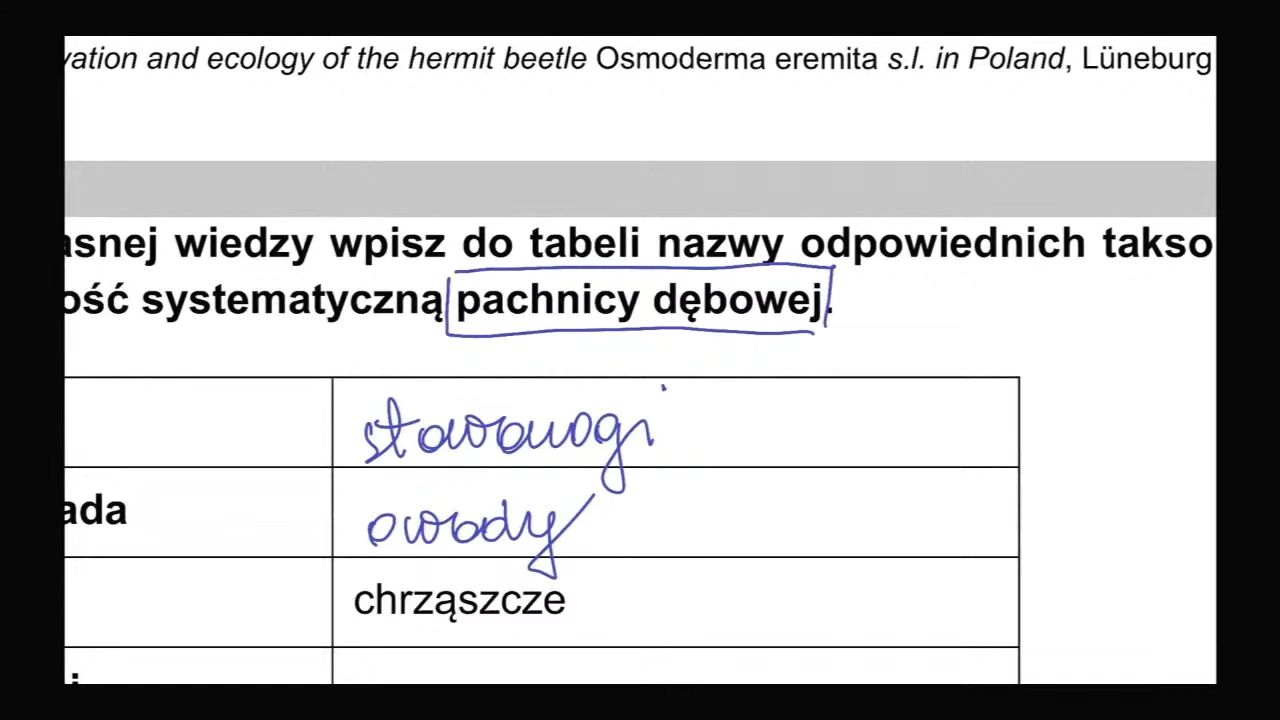 vation and ecology of the hermit beetle Osmoderma eremita s.l. in Poland, Lüneburg
asnej wiedzy wpisz do tabeli nazwy odpowiednich takso
ość systematyczną pachnicy dębowej.
stawonogi
ada
owady
chrząszcze